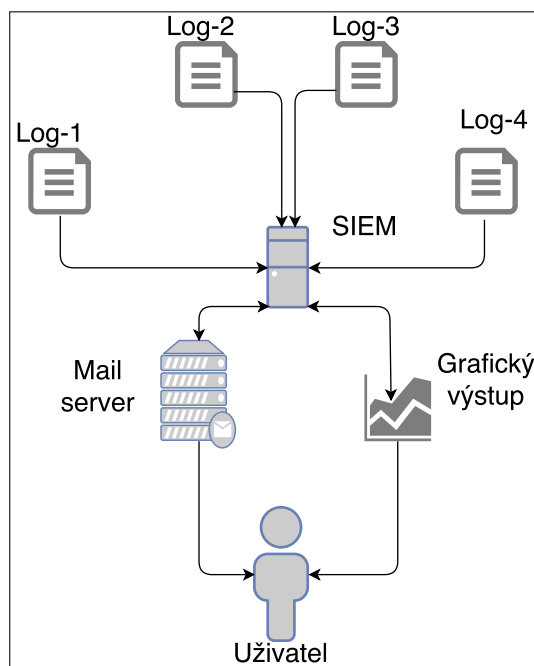 Log-2
Log-3
Log-1
Log-4
SIEM
Mail
server
Grafický
výstup
Uživatel